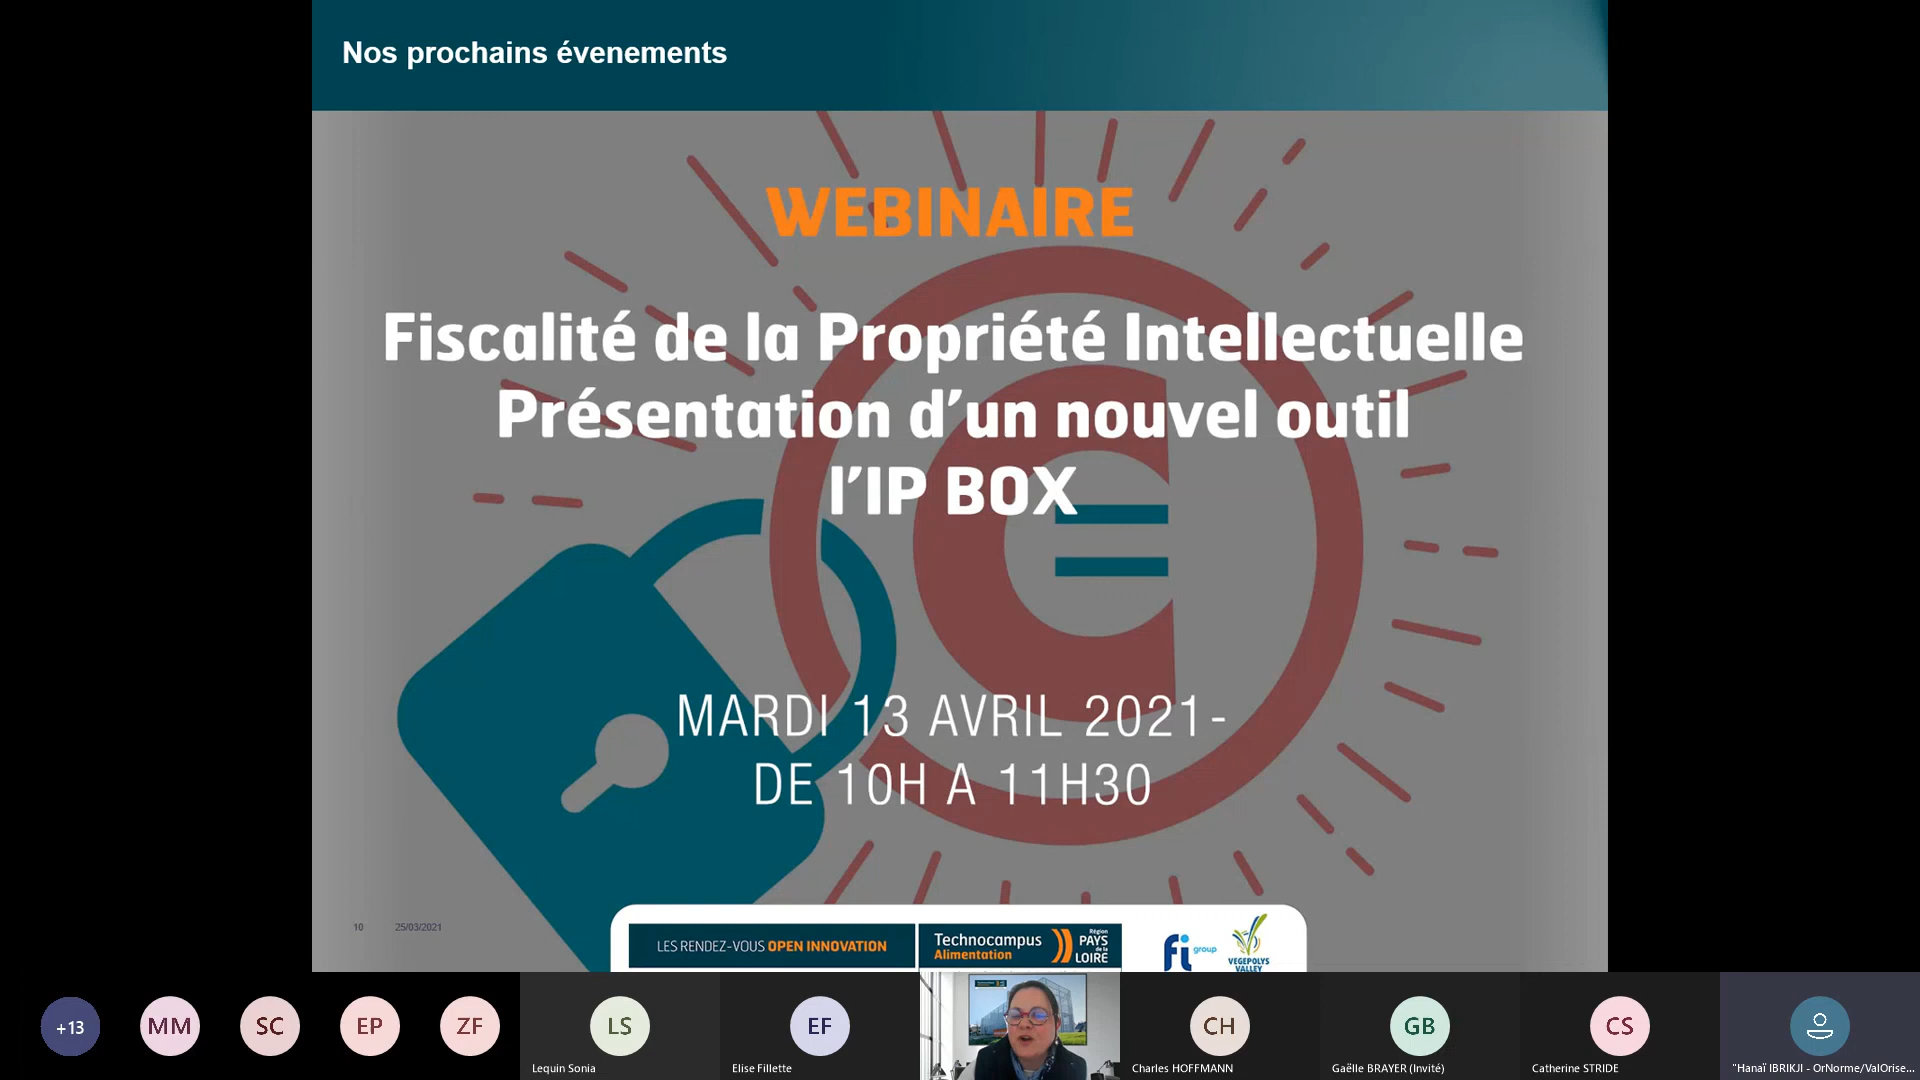 Nos prochains évenements
WEBINAIRE
Fiscalité de la Propriété Intellectuelle
Présentation d'un nouvel outil
l'IP BOX
MARDI 13 AVRIL 2021-
DE 10H A 11H30
10 25/03/2021
LES RENDEZ-VOUS OPEN INNOVATION
Technocampus
Alimentation
Région
PAYS
de la
LOIRE
fi group
VEGEPOLYS
VALLEY
+13
MM
SC
EP
ZF
LS
Lequin Sonia
EF
Elise Fillette
CH
Charles HOFFMANN
GB
Gaëlle BRAYER (Invité)
CS
Catherine STRIDE
"Hanaï IBRIKJI - OrNorme/ValOrise...